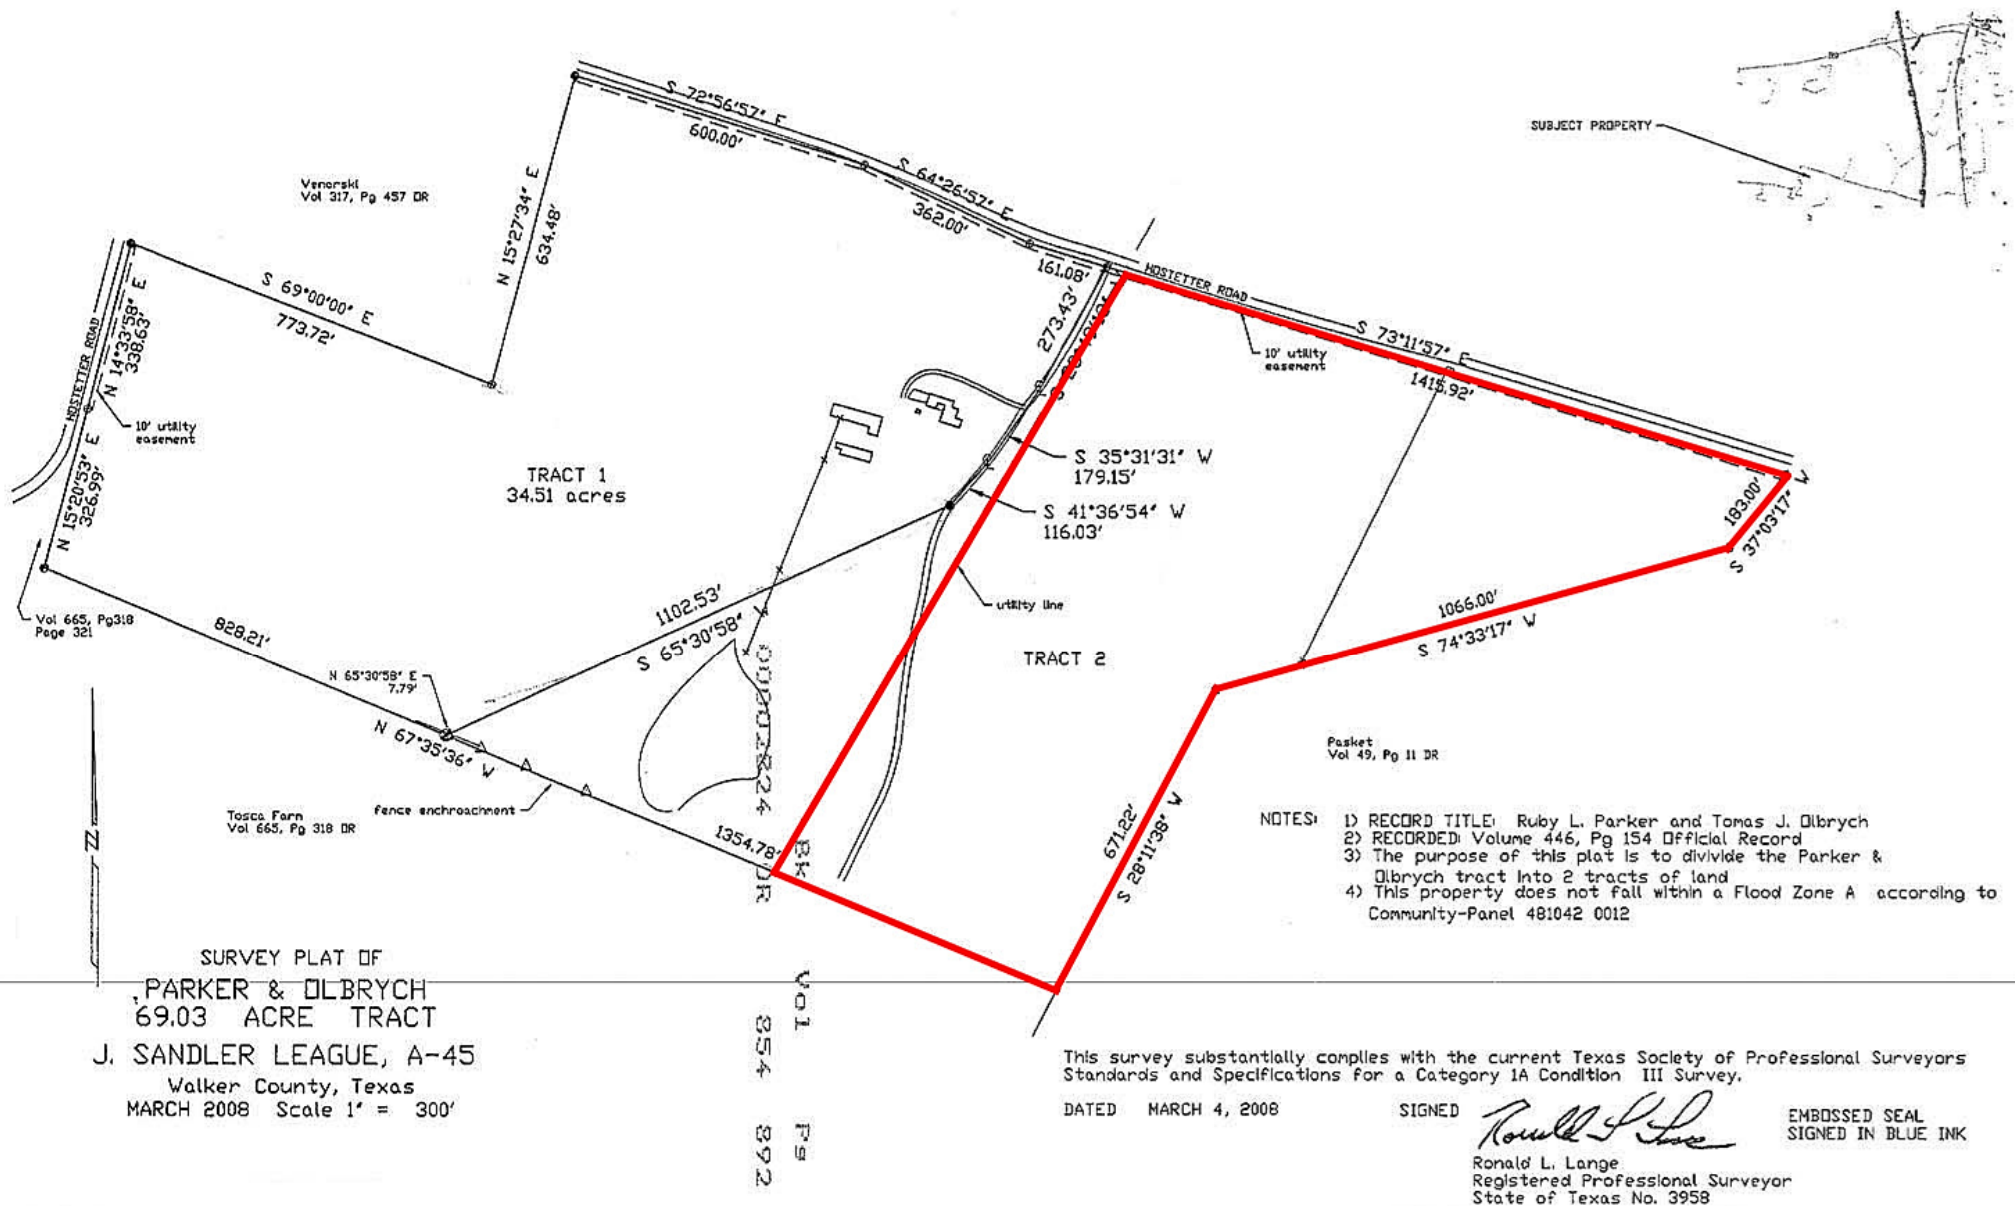 S 72°56'57" E
600.00'
S 64°26'57" E
362.00'
SUBJECT PROPERTY
Venorski
Vol 317, Pg 457 DR
N 15°27'34" E
634.48'
161.08'
HOSTETTER ROAD
S 69°00'00" E
773.72'
HOSTETTER ROAD
N 14°33'58" E
338.63'
273.43'
S 73°11'57" E
1415.92'
10' utility
easement
10' utility
easement
N 15°20'53" E
326.99'
TRACT 1
34.51 acres
S 35°31'31" W
179.15'
S 41°36'54" W
116.03'
183.00'
S 37°03'17" W
Vol 665, Pg318
Page 321
828.21'
1102.53'
S 65°30'58" W
utility line
1066.00'
S 74°33'17" W
TRACT 2
N 65°30'58" E
7.79'
N 67°35'36" W
Pasket
Vol 49, Pg 11 DR
Tosca Farn
Vol 665, Pg 318 DR
fence enchroachment
1354.78'
671.22'
S 28°11'38" W
NOTES: 1) RECORD TITLE: Ruby L. Parker and Tomas J. Olbrych
2) RECORDED: Volume 446, Pg 154 Official Record
3) The purpose of this plat is to divivide the Parker &
Olbrych tract into 2 tracts of land
4) This property does not fall within a Flood Zone A according to
Community-Panel 481042 0012
Z
Bk
OR
Vol
854
Pg
892
SURVEY PLAT OF
PARKER & OLBRYCH
69.03 ACRE TRACT
J. SANDLER LEAGUE, A-45
Walker County, Texas
MARCH 2008 Scale 1" = 300'
This survey substantially complies with the current Texas Society of Professional Surveyors
Standards and Specifications for a Category 1A Condition III Survey.
DATED MARCH 4, 2008 SIGNED
EMBOSSED SEAL
SIGNED IN BLUE INK
Ronald L. Lange
Registered Professional Surveyor
State of Texas No. 3958